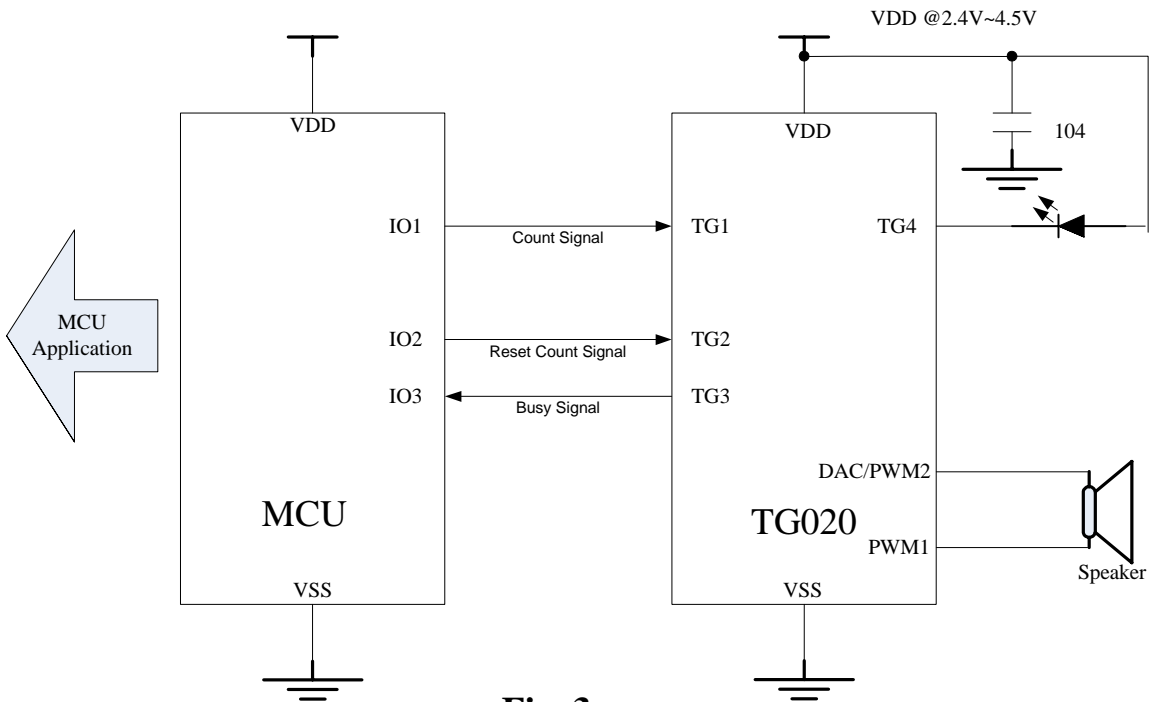 VDD @2.4V~4.5V
VDD
VDD
104
IO1
Count Signal
TG1
TG4
MCU
Application
IO2
Reset Count Signal
TG2
IO3
Busy Signal
TG3
DAC/PWM2
MCU
TG020
PWM1
Speaker
VSS
VSS